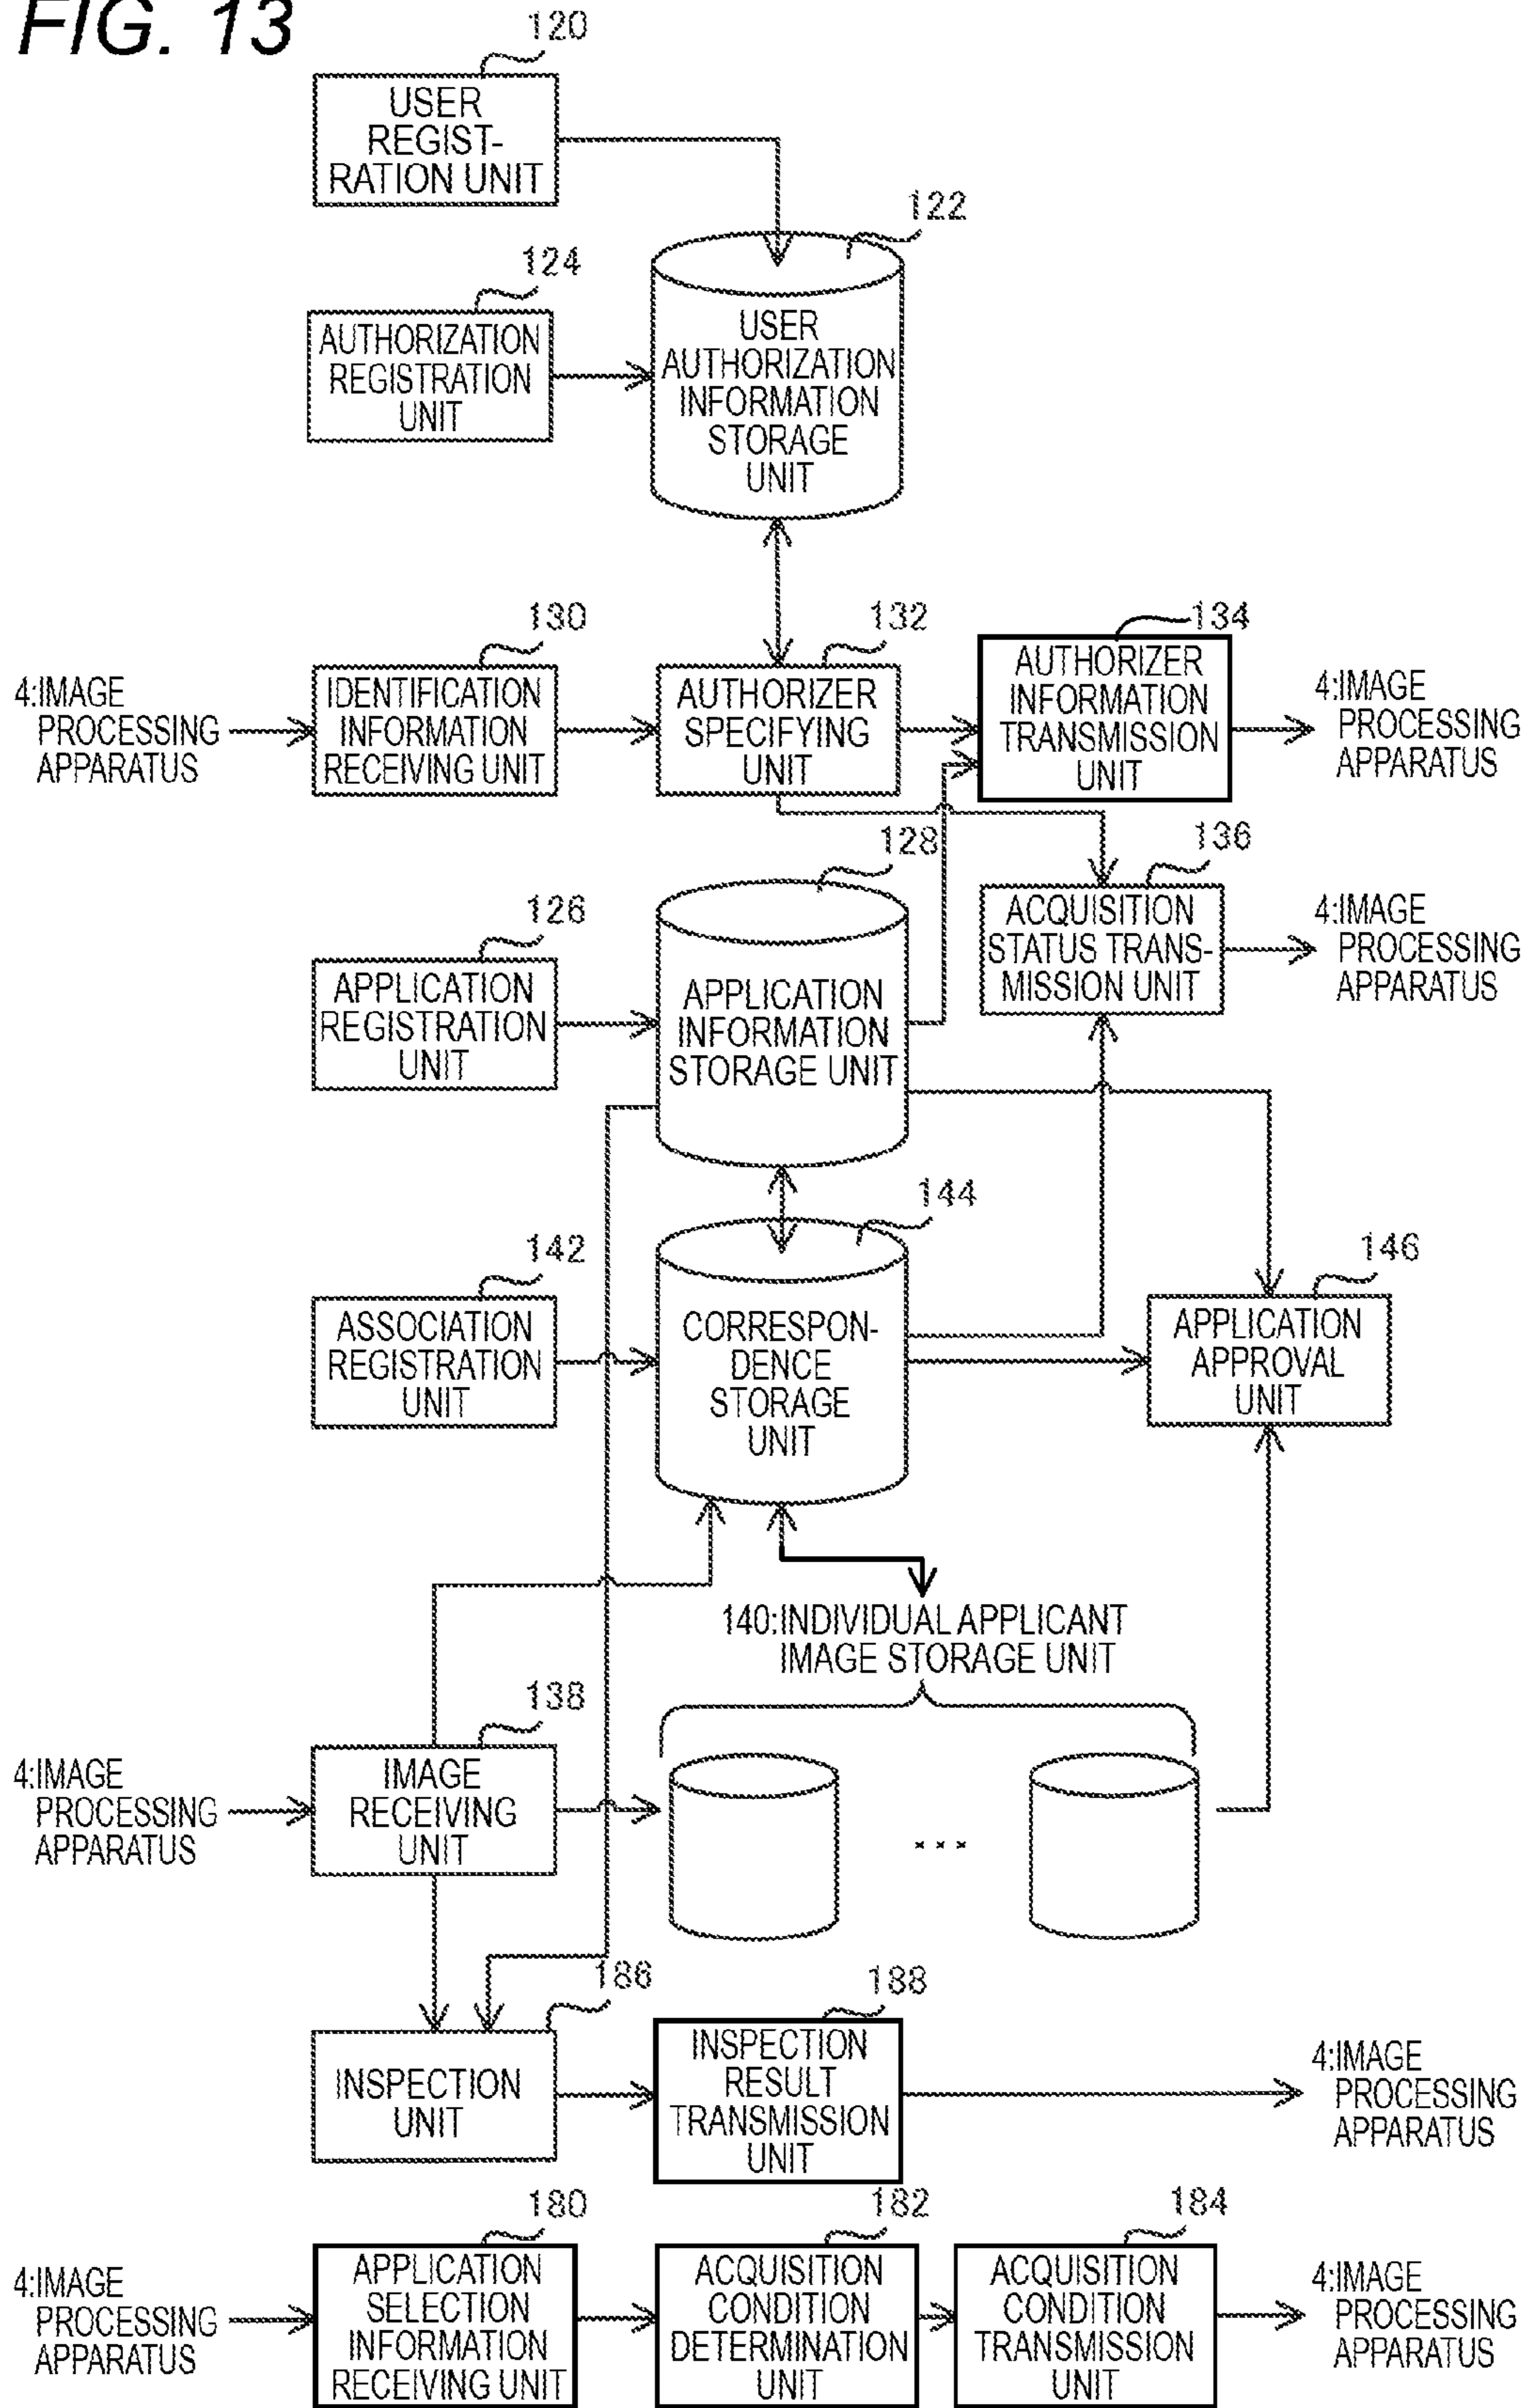 FIG. 13
120
USER
REGIST-
RATION UNIT
122
124
AUTHORIZATION
REGISTRATION
UNIT
USER
AUTHORIZATION
INFORMATION
STORAGE
UNIT
130
132
134
4:IMAGE
PROCESSING
APPARATUS
IDENTIFICATION
INFORMATION
RECEIVING UNIT
AUTHORIZER
SPECIFYING
UNIT
AUTHORIZER
INFORMATION
TRANSMISSION
UNIT
4:IMAGE
PROCESSING
APPARATUS
128
136
126
APPLICATION
REGISTRATION
UNIT
APPLICATION
INFORMATION
STORAGE UNIT
ACQUISITION
STATUS TRANS-
MISSION UNIT
4:IMAGE
PROCESSING
APPARATUS
144
142
146
ASSOCIATION
REGISTRATION
UNIT
CORRESPON-
DENCE
STORAGE
UNIT
APPLICATION
APPROVAL
UNIT
140:INDIVIDUAL APPLICANT
IMAGE STORAGE UNIT
138
4:IMAGE
PROCESSING
APPARATUS
IMAGE
RECEIVING
UNIT
...
186
188
INSPECTION
UNIT
INSPECTION
RESULT
TRANSMISSION
UNIT
4:IMAGE
PROCESSING
APPARATUS
180
182
184
4:IMAGE
PROCESSING
APPARATUS
APPLICATION
SELECTION
INFORMATION
RECEIVING UNIT
ACQUISITION
CONDITION
DETERMINATION
UNIT
ACQUISITION
CONDITION
TRANSMISSION
UNIT
4:IMAGE
PROCESSING
APPARATUS